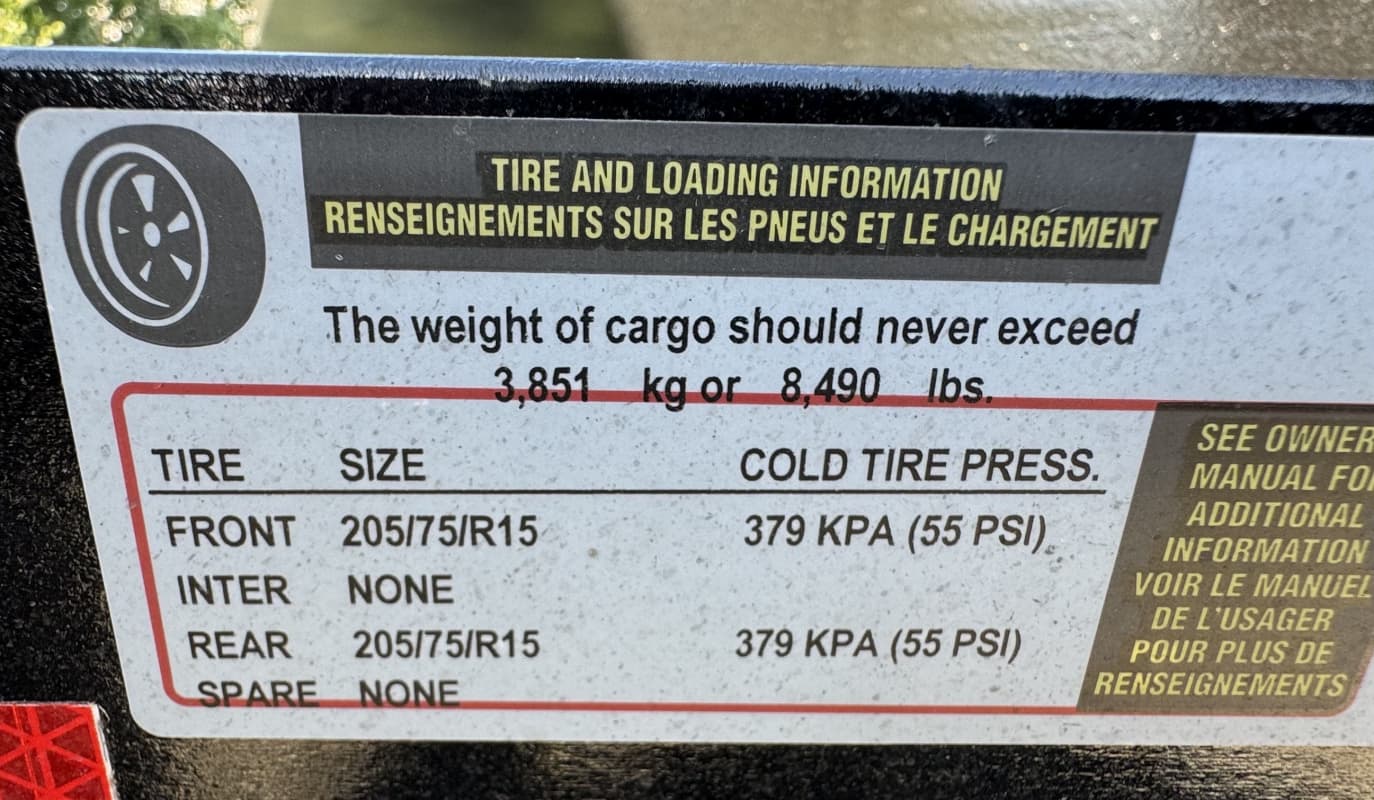 TIRE AND LOADING INFORMATION
RENSEIGNEMENTS SUR LES PNEUS ET LE CHARGEMENT
The weight of cargo should never exceed
3,851 kg or 8,490 lbs.
TIRE SIZE COLD TIRE PRESS.
FRONT 205/75/R15 379 KPA (55 PSI)
INTER NONE
REAR 205/75/R15 379 KPA (55 PSI)
SPARE NONE
SEE OWNER
MANUAL FO
ADDITIONAL
INFORMATION
VOIR LE MANUEL
DE L'USAGER
POUR PLUS DE
RENSEIGNEMENTS